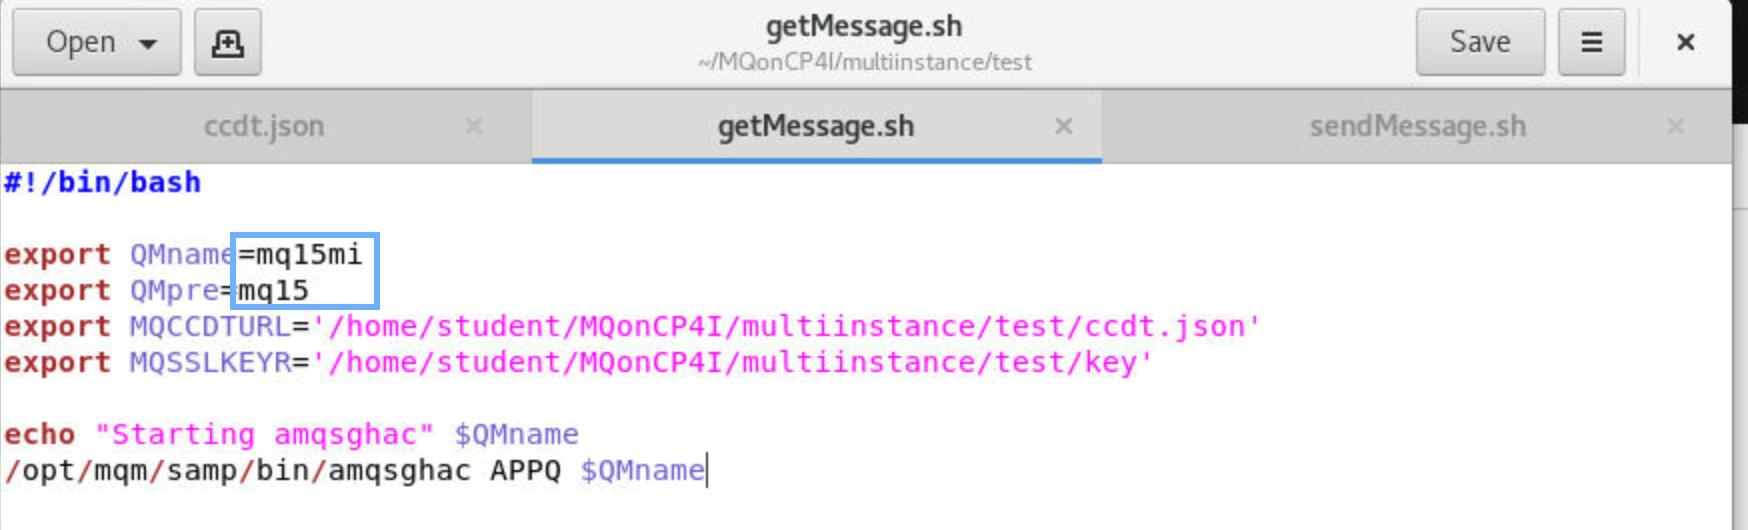 Open
getMessage.sh
~/MQonCP4I/multiinstance/test
Save
ccdt.json
getMessage.sh
sendMessage.sh
#!/bin/bash
export QMname=mq15mi
export QMpre=mq15
export MQCCDTURL='/home/student/MQonCP4I/multiinstance/test/ccdt.json'
export MQSSLKEYR='/home/student/MQonCP4I/multiinstance/test/key'
echo "Starting amqsghac" $QMname
/opt/mqm/samp/bin/amqsghac APPQ $QMname